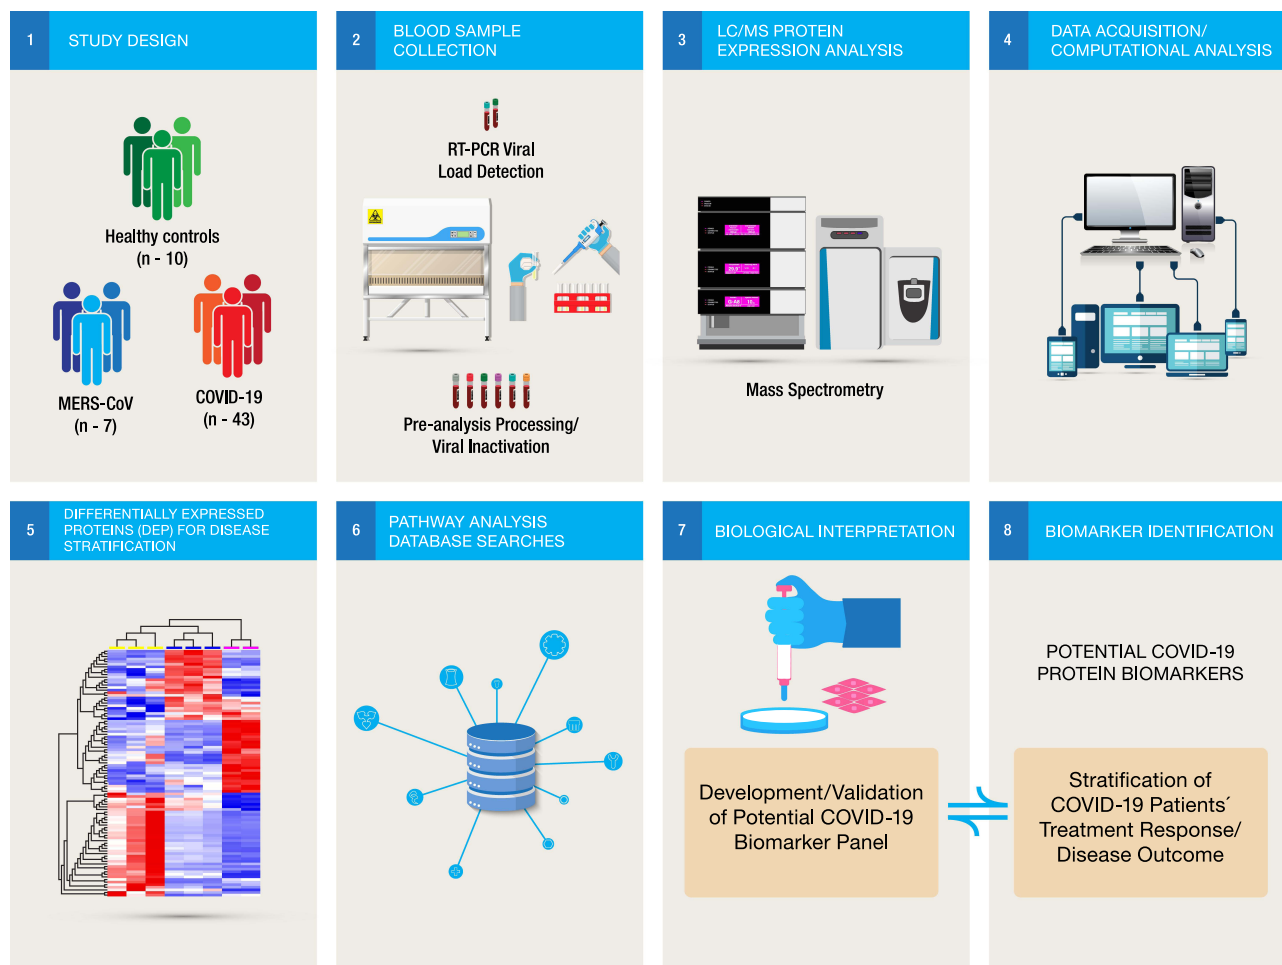 1
STUDY DESIGN
Healthy controls
(n - 10)
MERS-CoV
(n - 7)
COVID-19
(n - 43)
2
BLOOD SAMPLE
COLLECTION
RT-PCR Viral
Load Detection
Pre-analysis Processing/
Viral Inactivation
3
LC/MS PROTEIN
EXPRESSION ANALYSIS
Mass Spectrometry
4
DATA ACQUISITION/
COMPUTATIONAL ANALYSIS
5
DIFFERENTIALLY EXPRESSED
PROTEINS (DEP) FOR DISEASE
STRATIFICATION
6
PATHWAY ANALYSIS
DATABASE SEARCHES
7
BIOLOGICAL INTERPRETATION
Development/Validation
of Potential COVID-19
Biomarker Panel
8
BIOMARKER IDENTIFICATION
POTENTIAL COVID-19
PROTEIN BIOMARKERS
Stratification of
COVID-19 Patients´
Treatment Response/
Disease Outcome